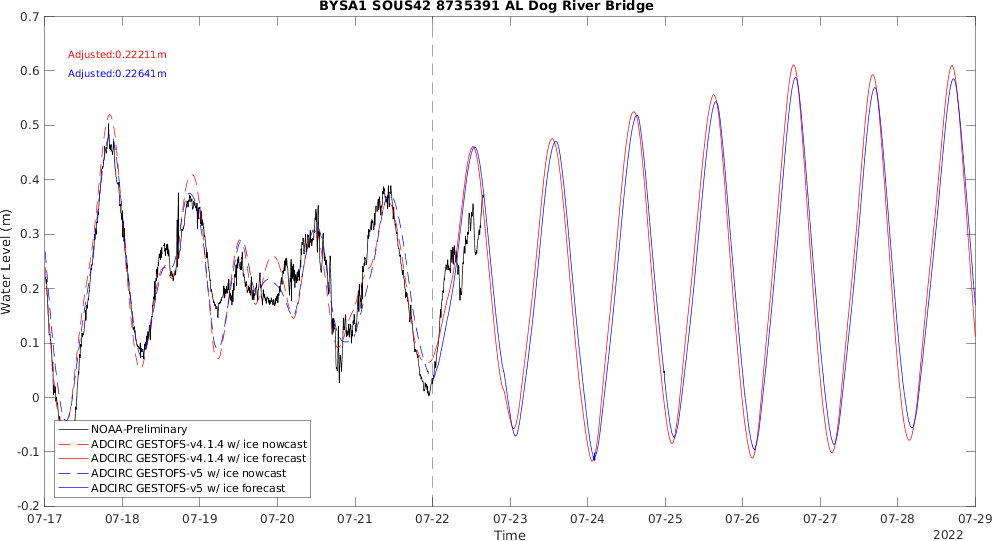 BYSA1 SOUS42 8735391 AL Dog River Bridge
0.7
0.6
0.5
0.4
0.3
0.2
0.1
0
-0.1
-0.2
Water Level (m)
Adjusted:0.22211m
Adjusted:0.22641m
NOAA-Preliminary
ADCIRC GESTOFS-v4.1.4 w/ ice nowcast
ADCIRC GESTOFS-v4.1.4 w/ ice forecast
ADCIRC GESTOFS-v5 w/ ice nowcast
ADCIRC GESTOFS-v5 w/ ice forecast
07-17 07-18 07-19 07-20 07-21 07-22 07-23 07-24 07-25 07-26 07-27 07-28 07-29
Time
2022